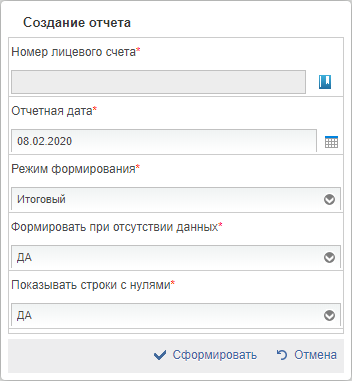 Создание отчета
Номер лицевого счета*
Отчетная дата*
08.02.2020
Режим формирования*
Итоговый
Формировать при отсутствии данных*
ДА
Показывать строки с нулями*
ДА
Сформировать Отмена